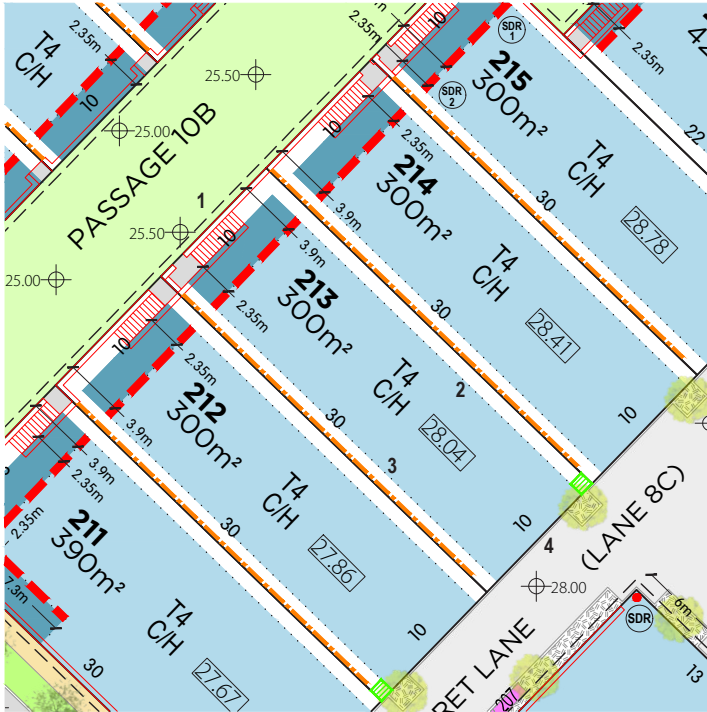 2.35m
T4
C/H
10
25.50
25.00
PASSAGE 10B
1
25.50
25.00
10
2.35m
SDR
1
SDR
2
215
300m²
T4
C/H
30
28.78
2.35m
22
42
10
2.35m
3.9m
214
300m²
T4
C/H
30
28.41
10
3.9m
2.35m
213
300m²
T4
C/H
30
2
28.04
10
10
2.35m
3.9m
212
300m²
T4
C/H
30
3
27.86
10
3.9m
2.35m
2.35m
211
390m²
T4
C/H
30
27.67
7.3m
30
4
(LANE 8C)
28.00
RET LANE
SDR
6m
13
207